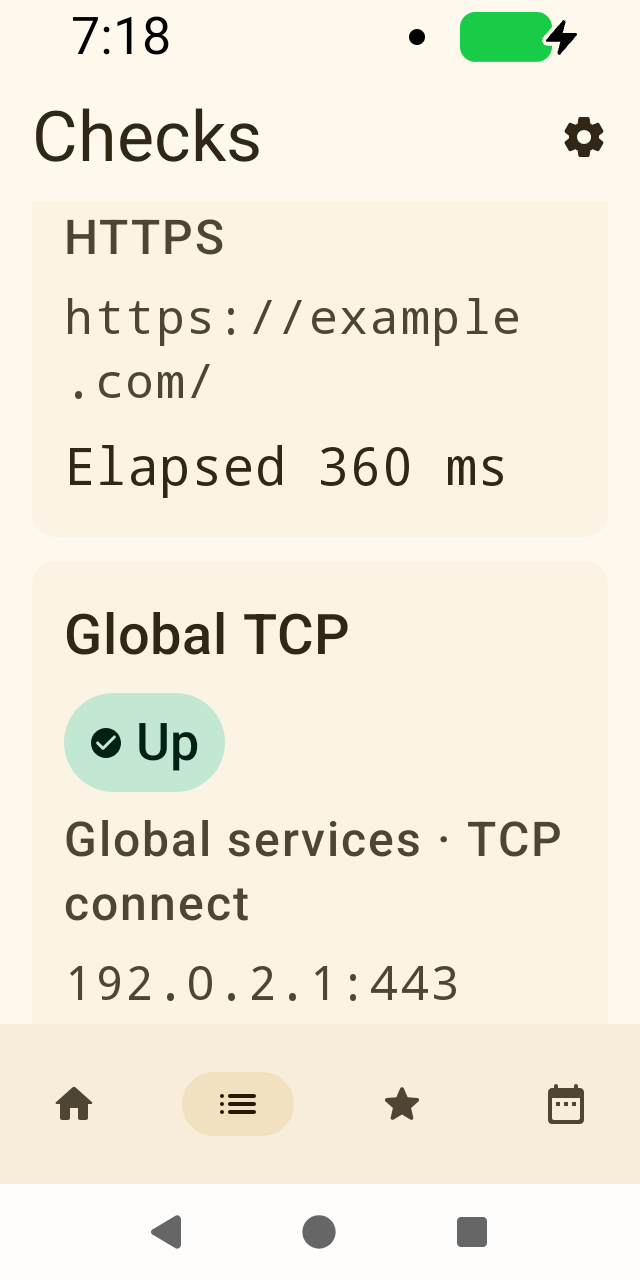 7:18
Checks
HTTPS
https://example
.com/
Elapsed 360 ms
Global TCP
Up
Global services · TCP
connect
192.0.2.1:443